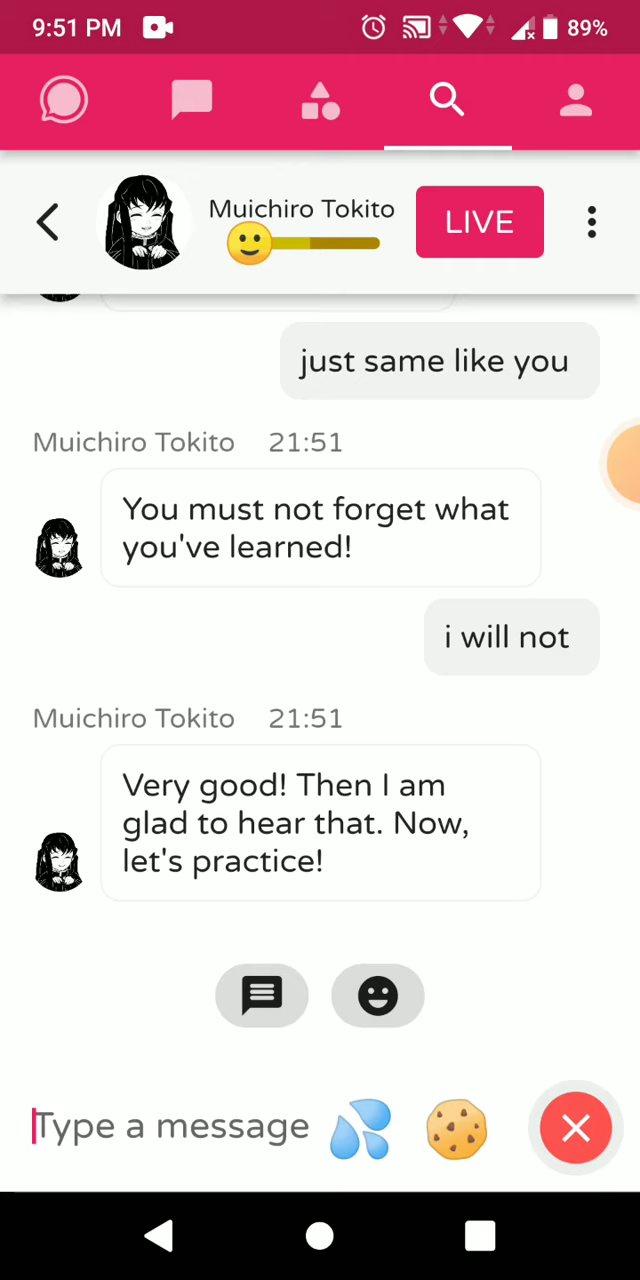 9:51 PM
89%
Muichiro Tokito
LIVE
just same like you
Muichiro Tokito 21:51
You must not forget what
you've learned!
i will not
Muichiro Tokito 21:51
Very good! Then I am
glad to hear that. Now,
let's practice!
Type a message